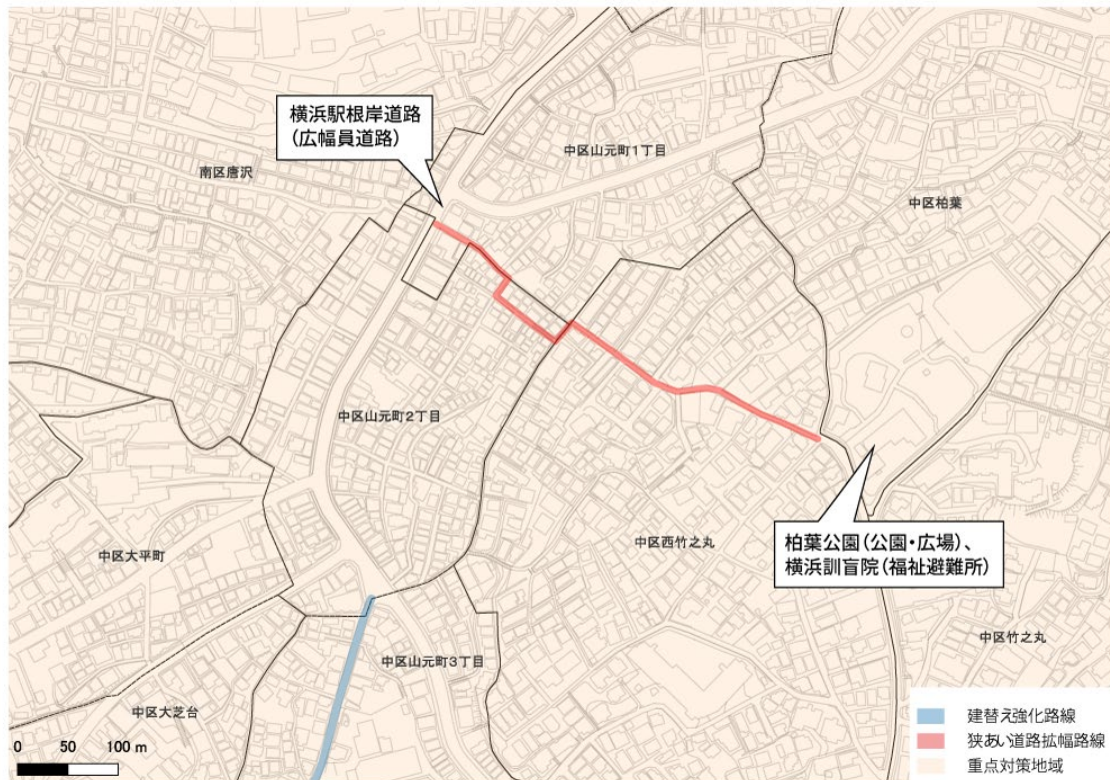 横浜駅根岸道路
（広幅員道路）
中区山元町1丁目
南区唐沢
中区柏葉
中区山元町2丁目
中区大平町
中区西竹之丸
柏葉公園（公園・広場）、
横浜訓盲院（福祉避難所）
中区竹之丸
中区山元町3丁目
中区大芝台
0 50 100 m
建替え強化路線
狭あい道路拡幅路線
重点対策地域